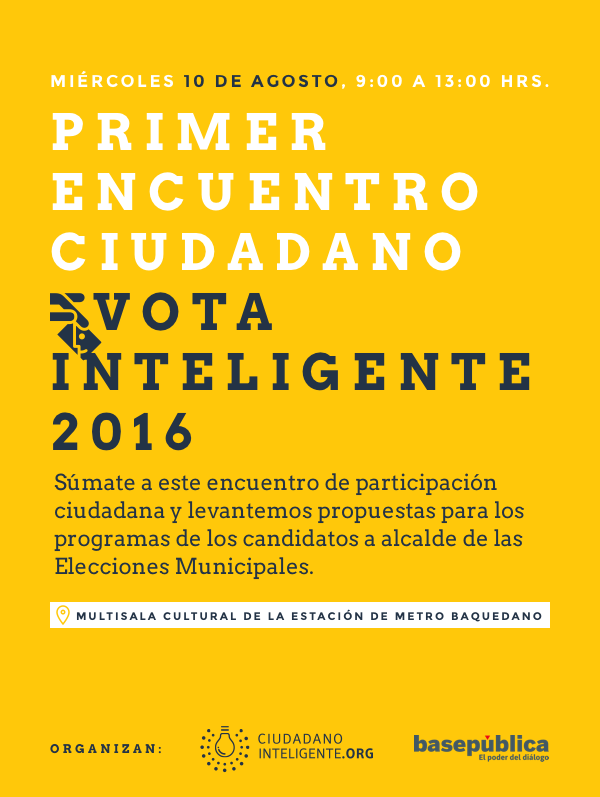 MIÉRCOLES 10 DE AGOSTO, 9:00 A 13:00 HRS.
PRIMER
ENCUENTRO
CIUDADANO
VOTA
INTELIGENTE
2016
Súmate a este encuentro de participación
ciudadana y levantemos propuestas para los
programas de los candidatos a alcalde de las
Elecciones Municipales.
MULTISALA CULTURAL DE LA ESTACIÓN DE METRO BAQUEDANO
ORGANIZAN:
CIUDADANO
INTELIGENTE.ORG
basepública
El poder del diálogo